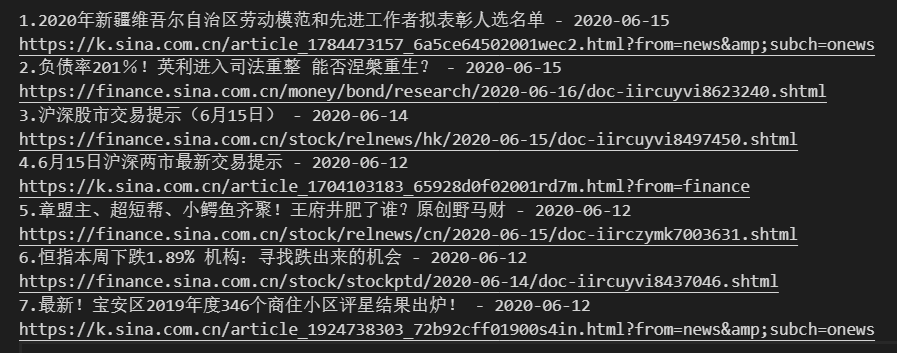 1.2020年新疆维吾尔自治区劳动模范和先进工作者拟表彰人选名单 - 2020-06-15
https://k.sina.com.cn/article_1784473157_6a5ce64502001wec2.html?from=news&amp;subch=onews
2.负债率201%！英利进入司法重整 能否涅槃重生？ - 2020-06-15
https://finance.sina.com.cn/money/bond/research/2020-06-16/doc-iircuyvi8623240.shtml
3.沪深股市交易提示（6月15日） - 2020-06-14
https://finance.sina.com.cn/stock/relnews/hk/2020-06-15/doc-iircuyvi8497450.shtml
4.6月15日沪深两市最新交易提示 - 2020-06-12
https://k.sina.com.cn/article_1704103183_65928d0f02001rd7m.html?from=finance
5.章盟主、超短帮、小鳄鱼齐聚！王府井肥了谁？原创野马财 - 2020-06-12
https://finance.sina.com.cn/stock/relnews/cn/2020-06-15/doc-iirczymk7003631.shtml
6.恒指本周下跌1.89% 机构：寻找跌出来的机会 - 2020-06-12
https://finance.sina.com.cn/stock/stockptd/2020-06-14/doc-iircuyvi8437046.shtml
7.最新！宝安区2019年度346个商住小区评星结果出炉！ - 2020-06-12
https://k.sina.com.cn/article_1924738303_72b92cff01900s4in.html?from=news&amp;subch=onews